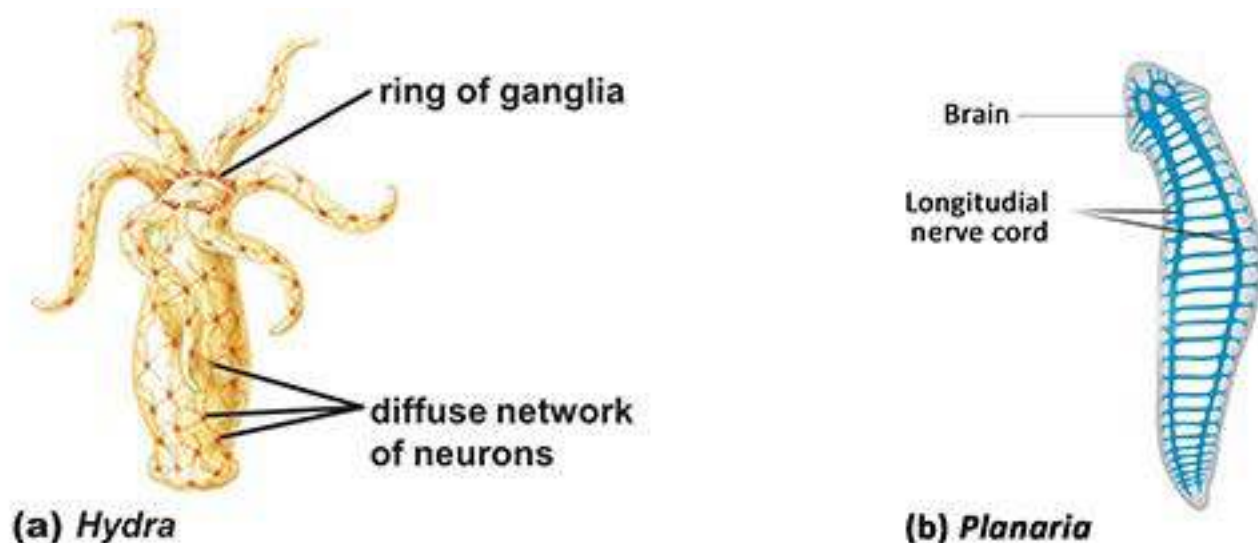 ring of ganglia
diffuse network
of neurons
(a) Hydra
Brain
Longitudial
nerve cord
(b) Planaria